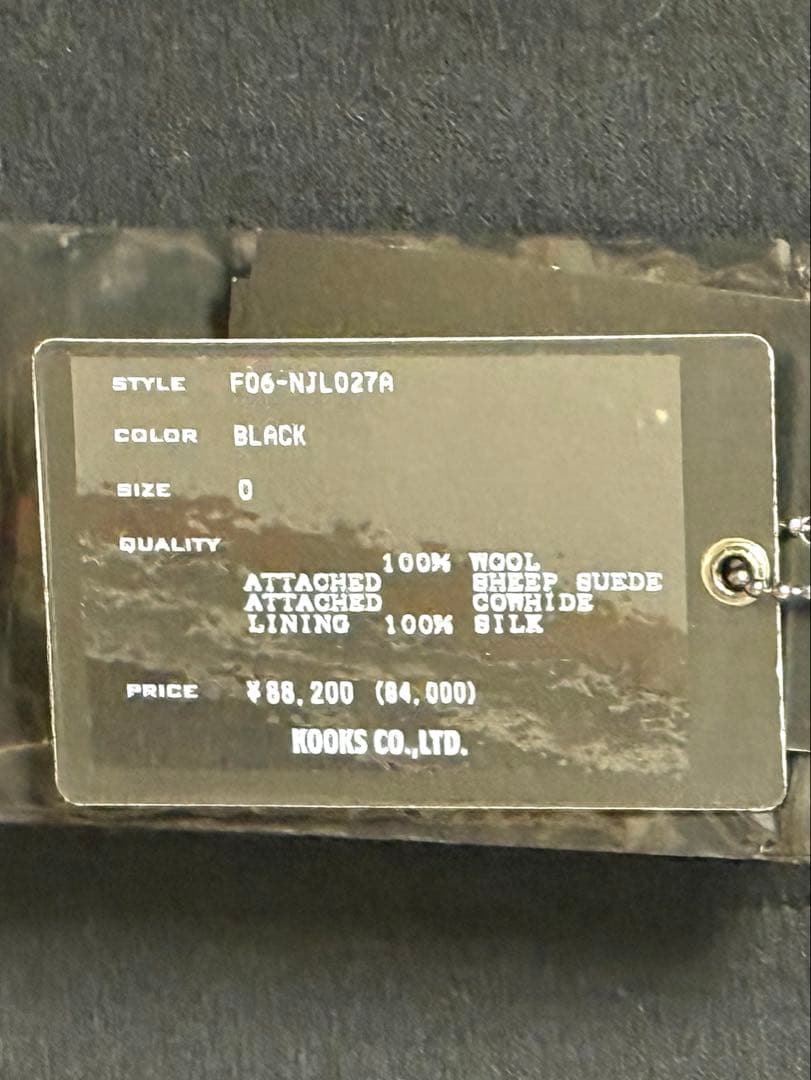 STYLE F06-NJL027A
COLOR BLACK
SIZE 0
QUALITY
100% WOOL
ATTACHED SHEEP SUEDE
ATTACHED COWHIDE
LINING 100% SILK
PRICE ¥88,200 (84,000)
KOOKS CO.,LTD.